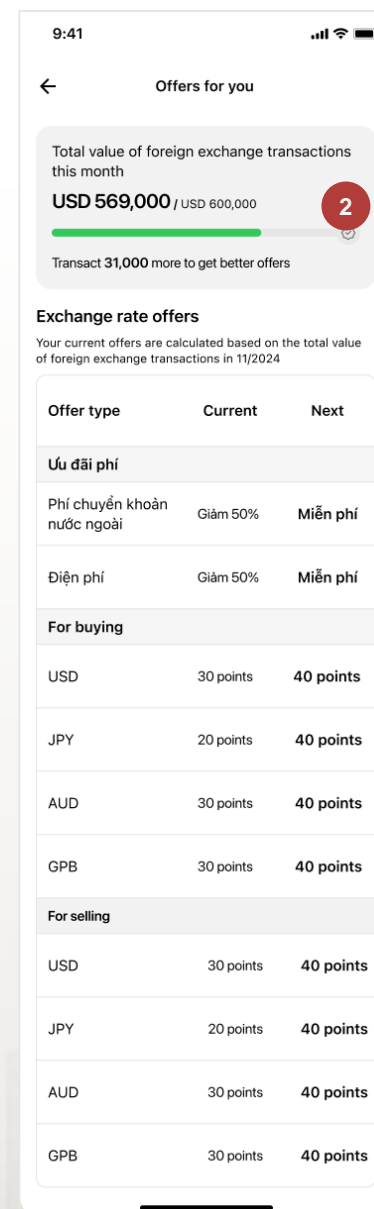 9:41
Offers for you
Total value of foreign exchange transactions
this month
USD 569,000 / USD 600,000
2
Transact 31,000 more to get better offers
Exchange rate offers
Your current offers are calculated based on the total value
of foreign exchange transactions in 11/2024
Offer type Current Next
Ưu đãi phí
Phí chuyển khoản
nước ngoài Giảm 50% Miễn phí
Điện phí Giảm 50% Miễn phí
For buying
USD 30 points 40 points
JPY 20 points 40 points
AUD 30 points 40 points
GPB 30 points 40 points
For selling
USD 30 points 40 points
JPY 20 points 40 points
AUD 30 points 40 points
GPB 30 points 40 points